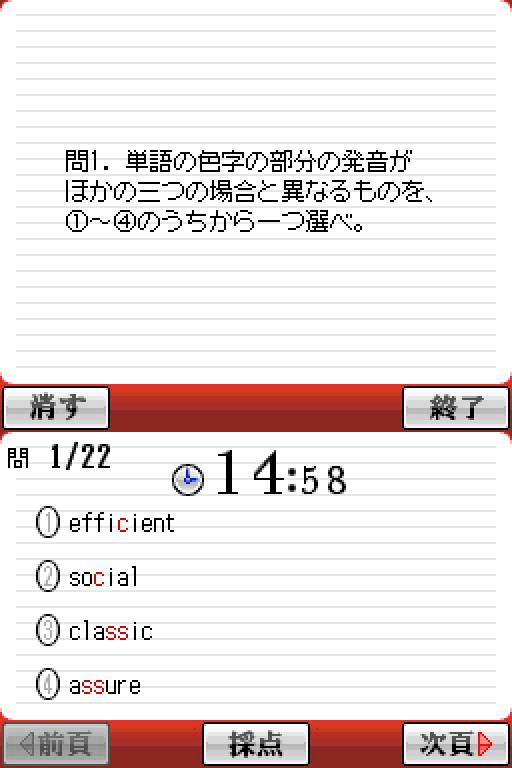 問1. 単語の色字の部分の発音が
ほかの三つの場合と異なるものを、
①～④のうちから一つ選べ。
消す
終了
問 1/22
14:58
① efficient
② social
③ classic
④ assure
前頁
採点
次頁